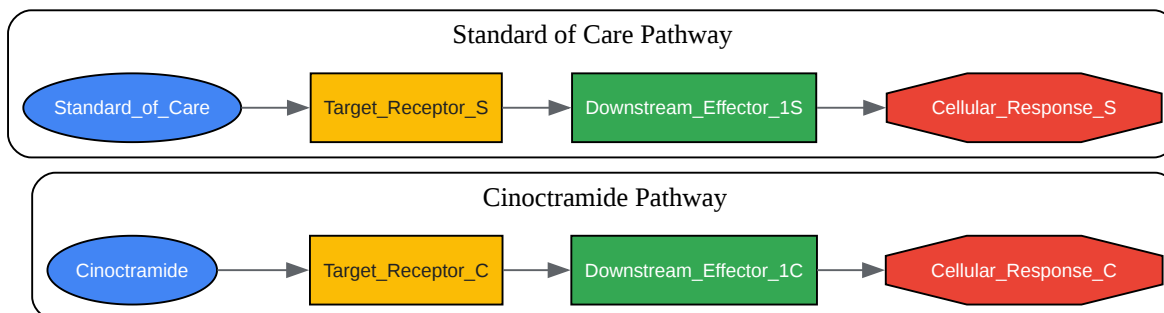 Standard of Care Pathway
Standard_of_Care
Target_Receptor_S
Downstream_Effector_1S
Cellular_Response_S
Cinoctramide Pathway
Cinoctramide
Target_Receptor_C
Downstream_Effector_1C
Cellular_Response_C